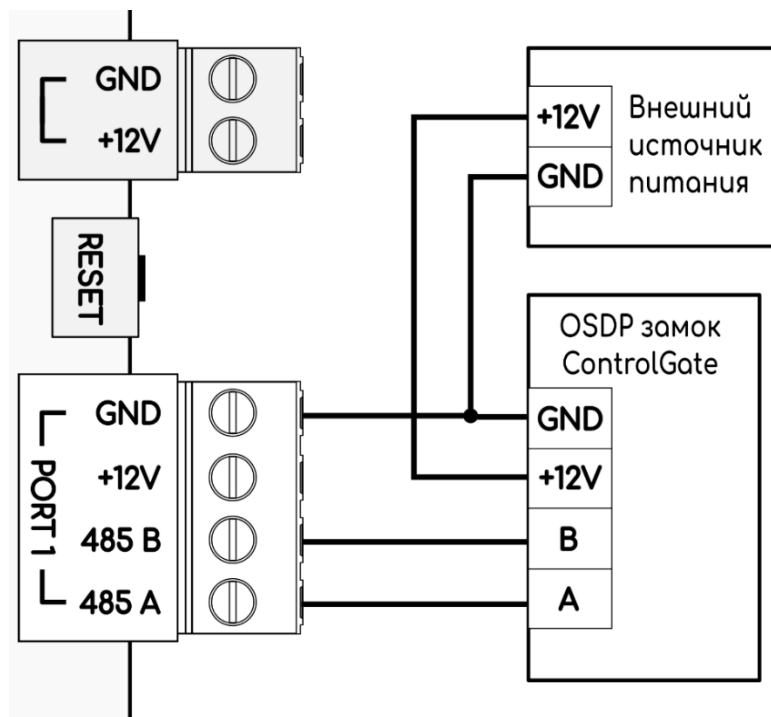 GND
+12V
RESET
PORT 1
GND
+12V
485 B
485 A
+12V
GND
Внешний
источник
питания
OSDP замок
ControlGate
GND
+12V
B
A